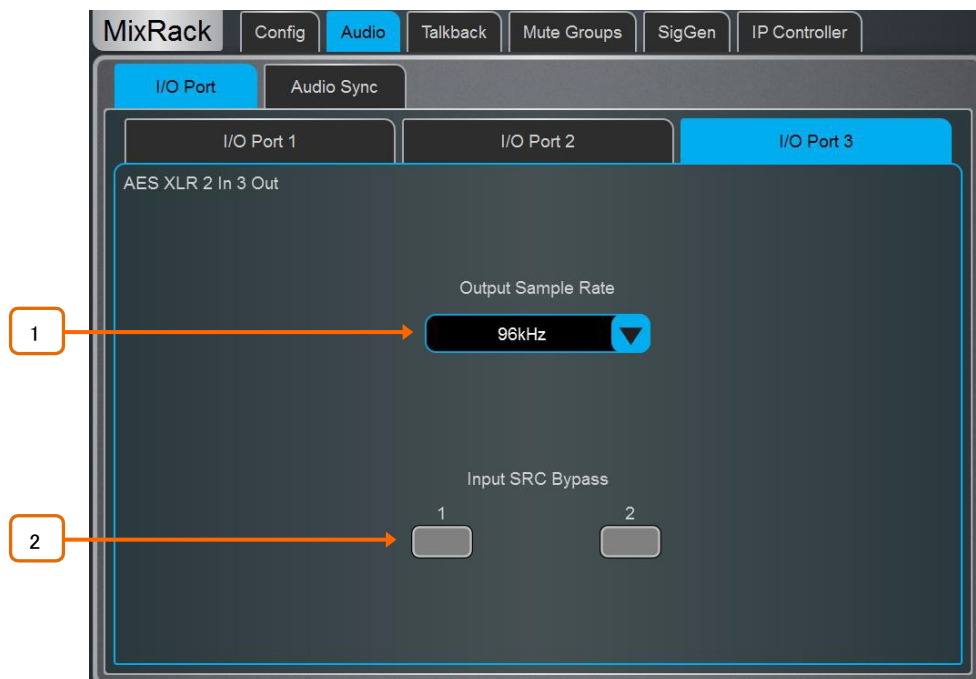 MixRack Config Audio Talkback Mute Groups SigGen IP Controller
I/O Port Audio Sync
I/O Port 1 I/O Port 2 I/O Port 3
AES XLR 2 In 3 Out
Output Sample Rate
1 96kHz
Input SRC Bypass
1 2
2